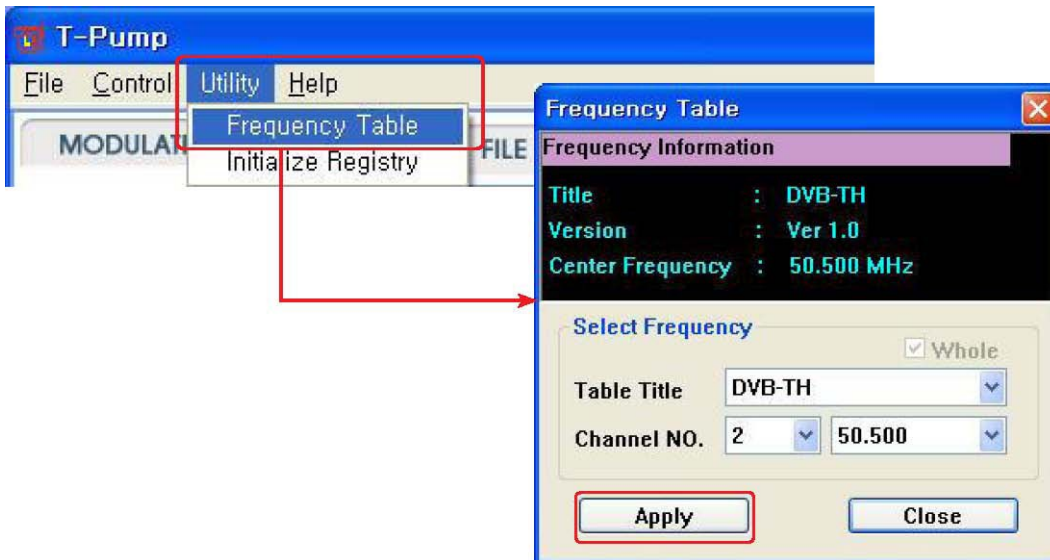 T-Pump
File Control Utility Help
Frequency Table
Initialize Registry
FILE
Frequency Table
Frequency Information
Title : DVB-TH
Version : Ver 1.0
Center Frequency : 50.500 MHz
Select Frequency
Whole
Table Title DVB-TH
Channel NO. 2 50.500
Apply Close